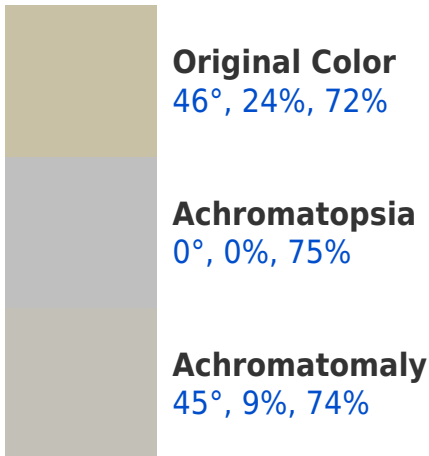 Original Color
46°, 24%, 72%
Achromatopsia
0°, 0%, 75%
Achromatomaly
45°, 9%, 74%